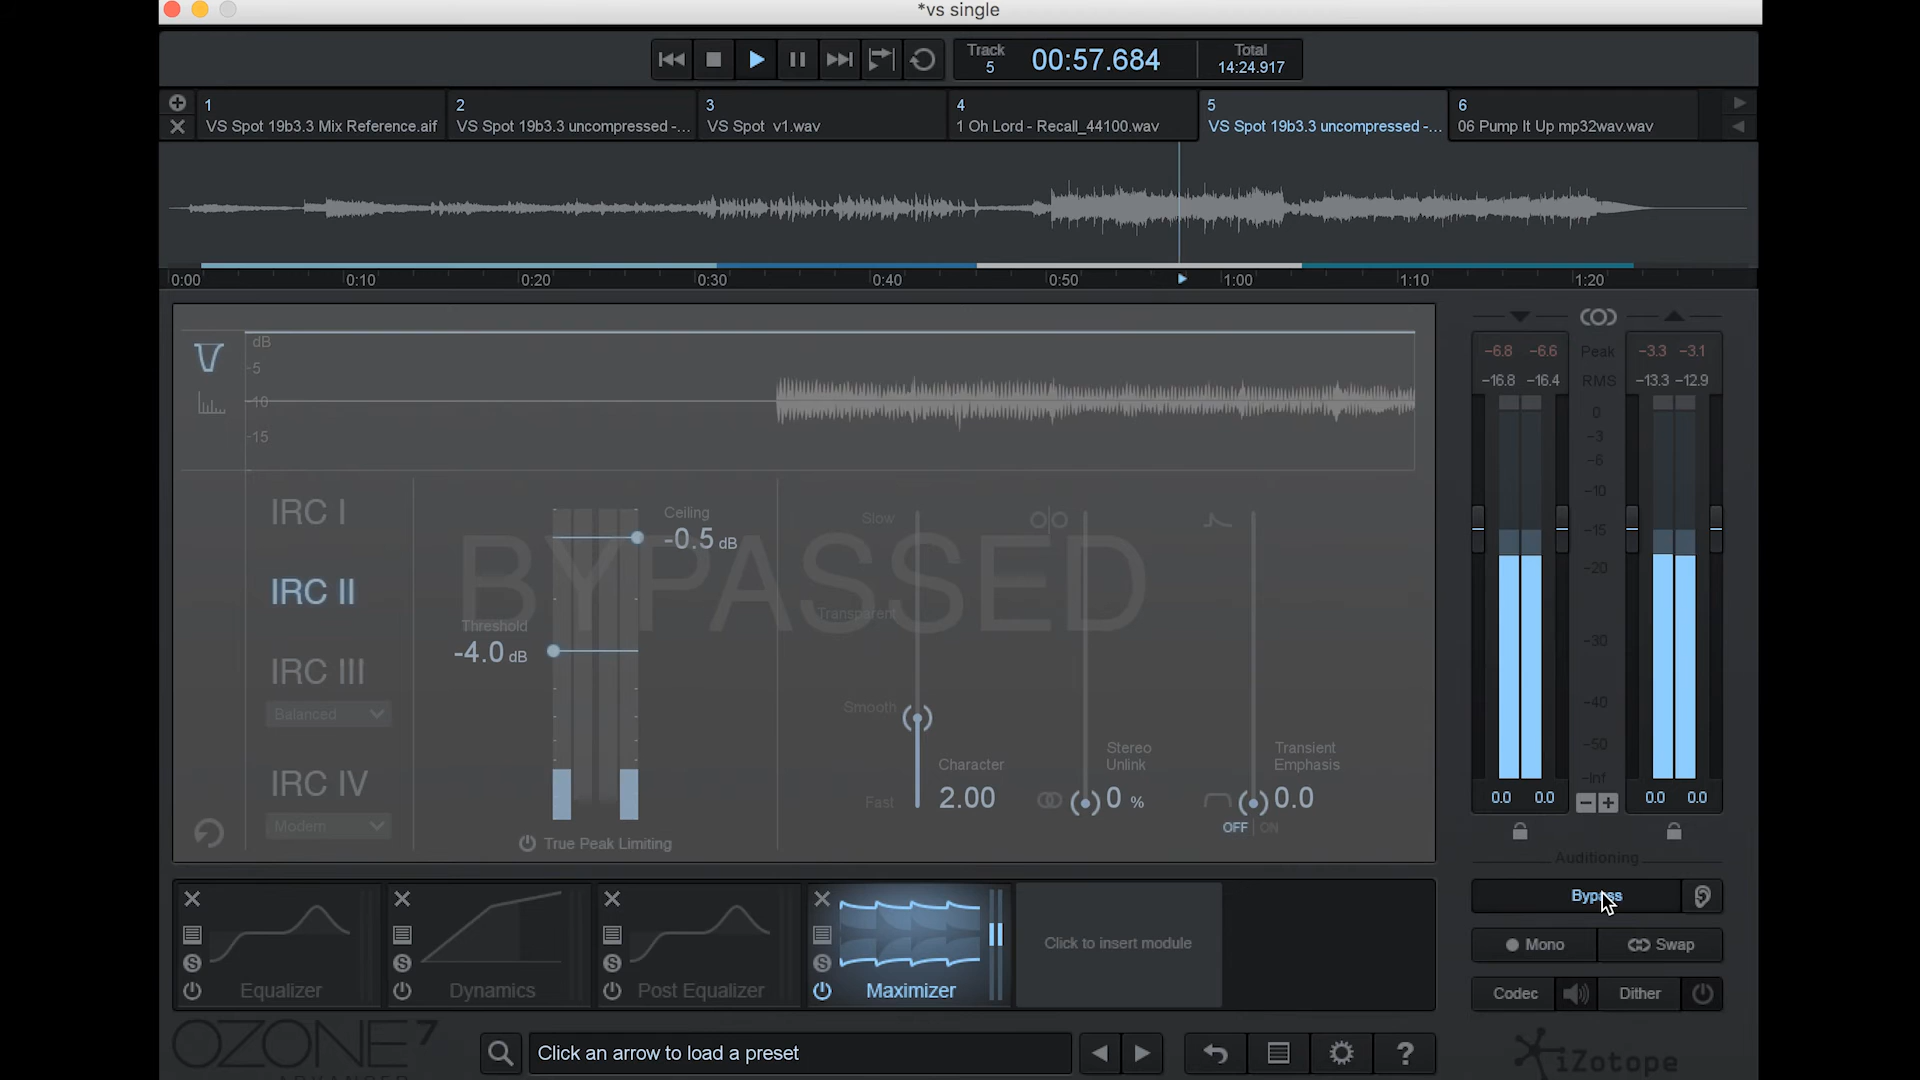 *vs single
Track
5
00:57.684
Total
14:24.917
1
VS Spot 19b3.3 Mix Reference.aif
2
VS Spot 19b3.3 uncompressed -...
3
VS Spot v1.wav
4
1 Oh Lord - Recall_44100.wav
5
VS Spot 19b3.3 uncompressed -...
6
06 Pump It Up mp32wav.wav
0:00 0:10 0:20 0:30 0:40 0:50 1:00 1:10 1:20
dB
-5
-10
-15
-6.8 -6.6 Peak -3.3 -3.1
-16.8 -16.4 RMS -13.3 -12.9
0
-3
-6
-10
-15
-20
-30
-40
-50
-Inf
0.0 0.0 0.0 0.0
BYPASSED
IRC I
IRC II
IRC III
Balanced
IRC IV
Modern
Ceiling
-0.5 dB
Threshold
-4.0 dB
True Peak Limiting
Slow
Transparent
Smooth
Fast
Character
2.00
Stereo
Unlink
0 %
Transient
Emphasis
0.0
OFF | ON
Auditioning
Bypass
Mono
Swap
Codec
Dither
S
Equalizer
S
Dynamics
S
Post Equalizer
S
Maximizer
Click to insert module
OZONE 7
ADVANCED
Click an arrow to load a preset
?
iZotope